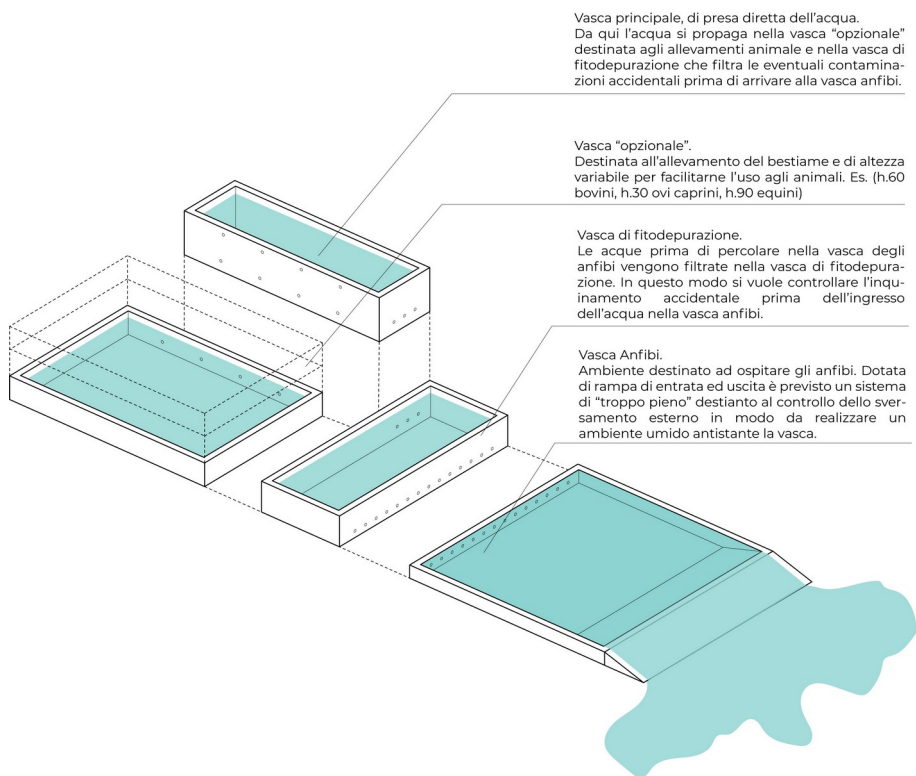 Vasca principale, di presa diretta dell’acqua.
Da qui l’acqua si propaga nella vasca “opzionale”
destinata agli allevamenti animale e nella vasca di
fitodepurazione che filtra le eventuali contamina-
zioni accidentali prima di arrivare alla vasca anfibi.
Vasca “opzionale”.
Destinata all’allevamento del bestiame e di altezza
variabile per facilitarne l’uso agli animali. Es. (h.60
bovini, h.30 ovi caprini, h.90 equini)
Vasca di fitodepurazione.
Le acque prima di percolare nella vasca degli
anfibi vengono filtrate nella vasca di fitodepura-
zione. In questo modo si vuole controllare l’inqu-
inamento accidentale prima dell’ingresso
dell’acqua nella vasca anfibi.
Vasca Anfibi.
Ambiente destinato ad ospitare gli anfibi. Dotata
di rampa di entrata ed uscita è previsto un sistema
di “troppo pieno” destianto al controllo dello sver-
samento esterno in modo da realizzare un
ambiente umido antistante la vasca.